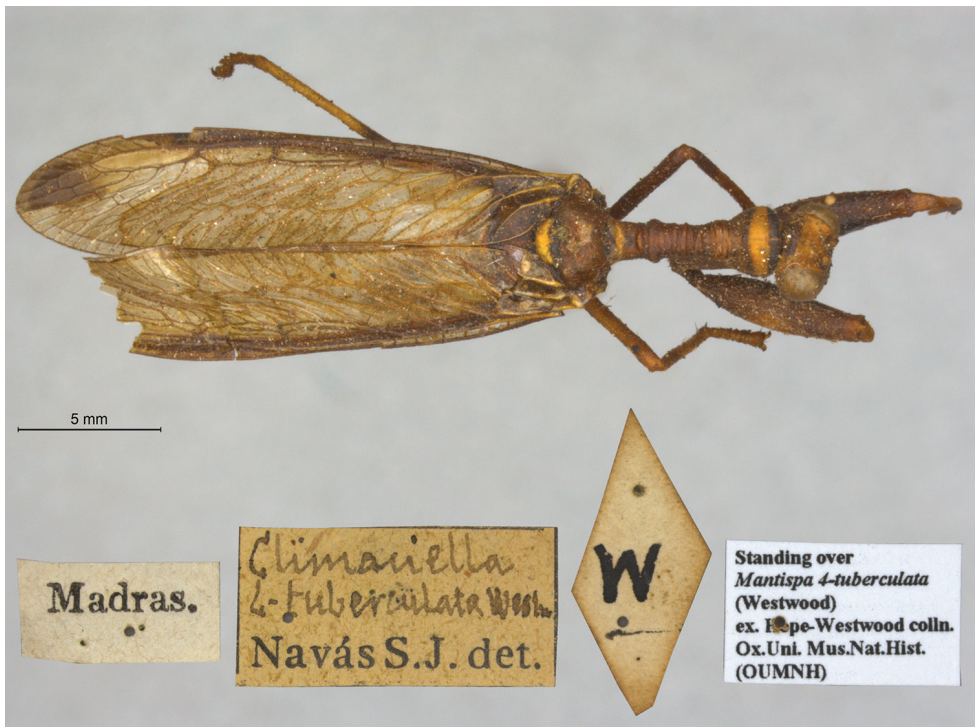 5 mm
Madras.
Climaciella
4-tuberculata Westw.
Navás S.J. det.
W
Standing over
Mantispa 4-tuberculata
(Westwood)
ex. Hope-Westwood colln.
Ox.Uni. Mus.Nat.Hist.
(OUMNH)